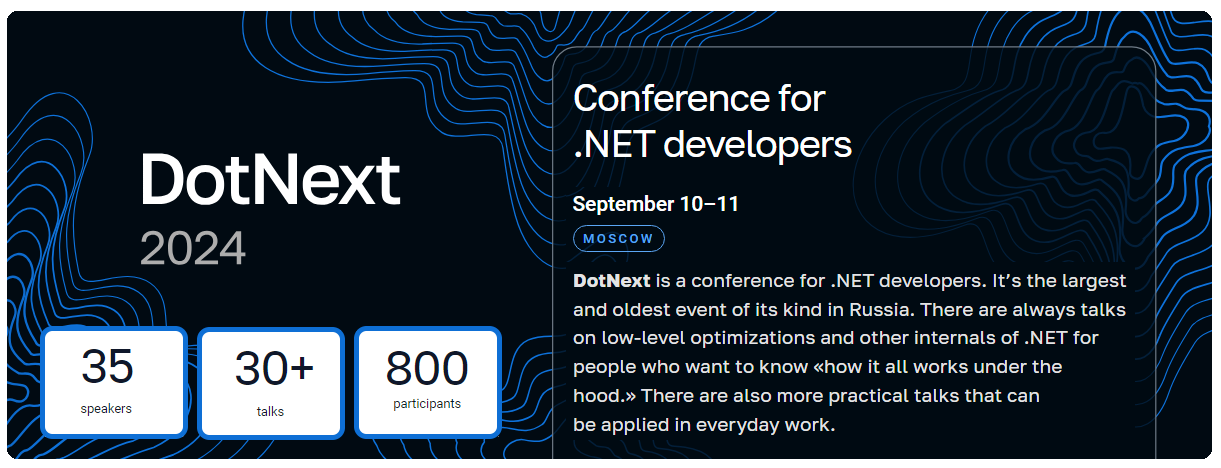 DotNext
2024
35
speakers
30+
talks
800
participants
Conference for
.NET developers
September 10–11
MOSCOW
DotNext is a conference for .NET developers. It’s the largest
and oldest event of its kind in Russia. There are always talks
on low-level optimizations and other internals of .NET for
people who want to know «how it all works under the
hood.» There are also more practical talks that can
be applied in everyday work.